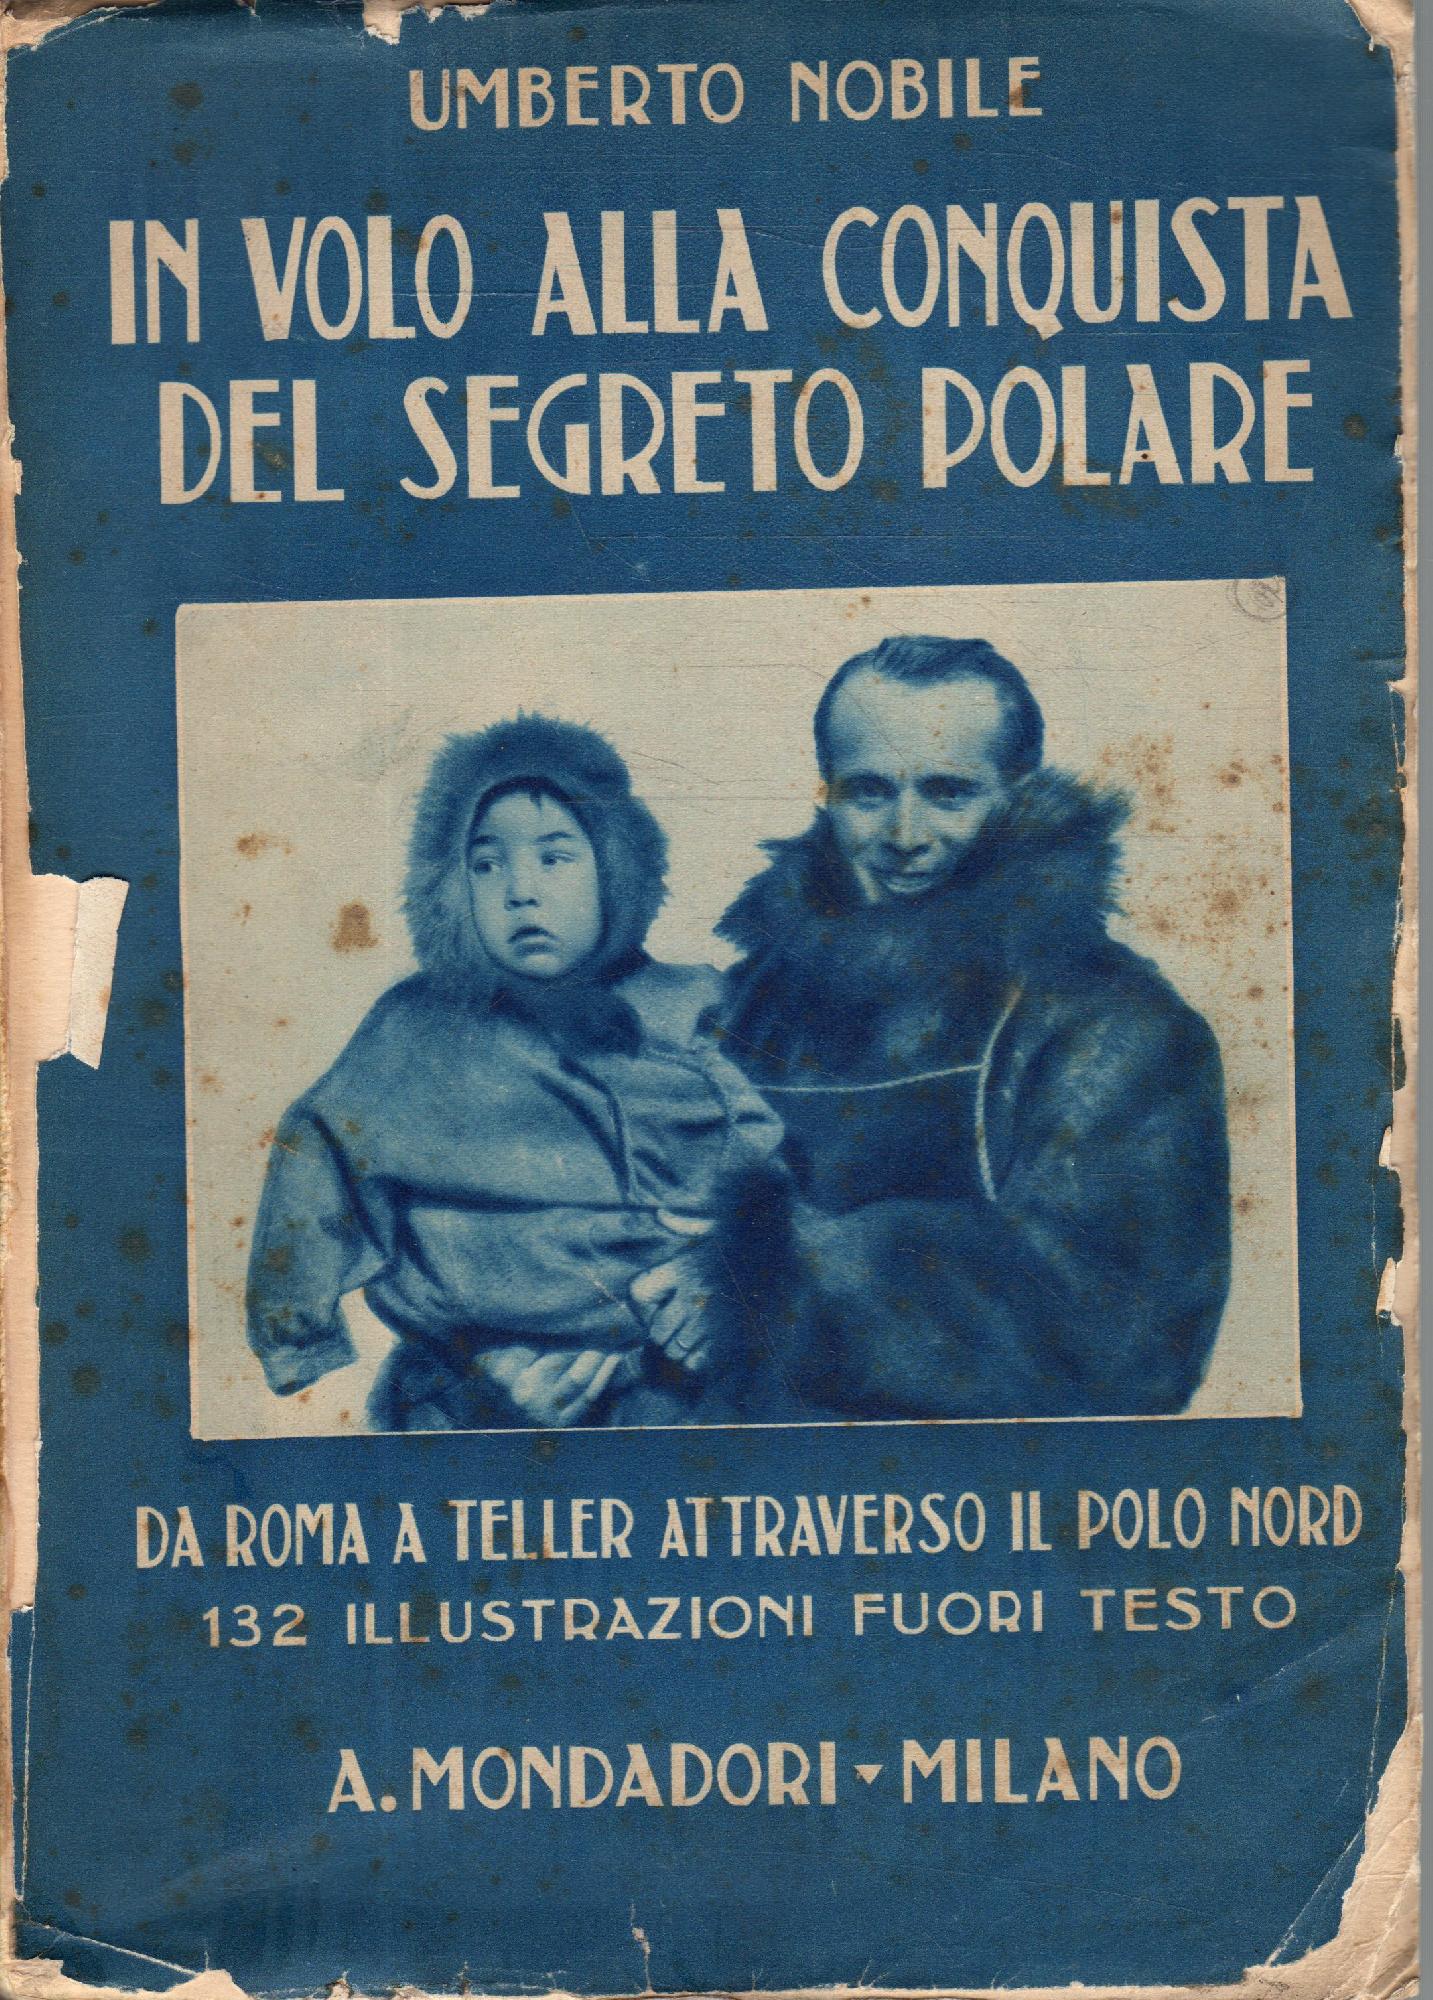 UMBERTO NOBILE
IN VOLO ALLA CONQUISTA
DEL SEGRETO POLARE
DA ROMA A TELLER ATTRAVERSO IL POLO NORD
132 ILLUSTRAZIONI FUORI TESTO
A. MONDADORI - MILANO